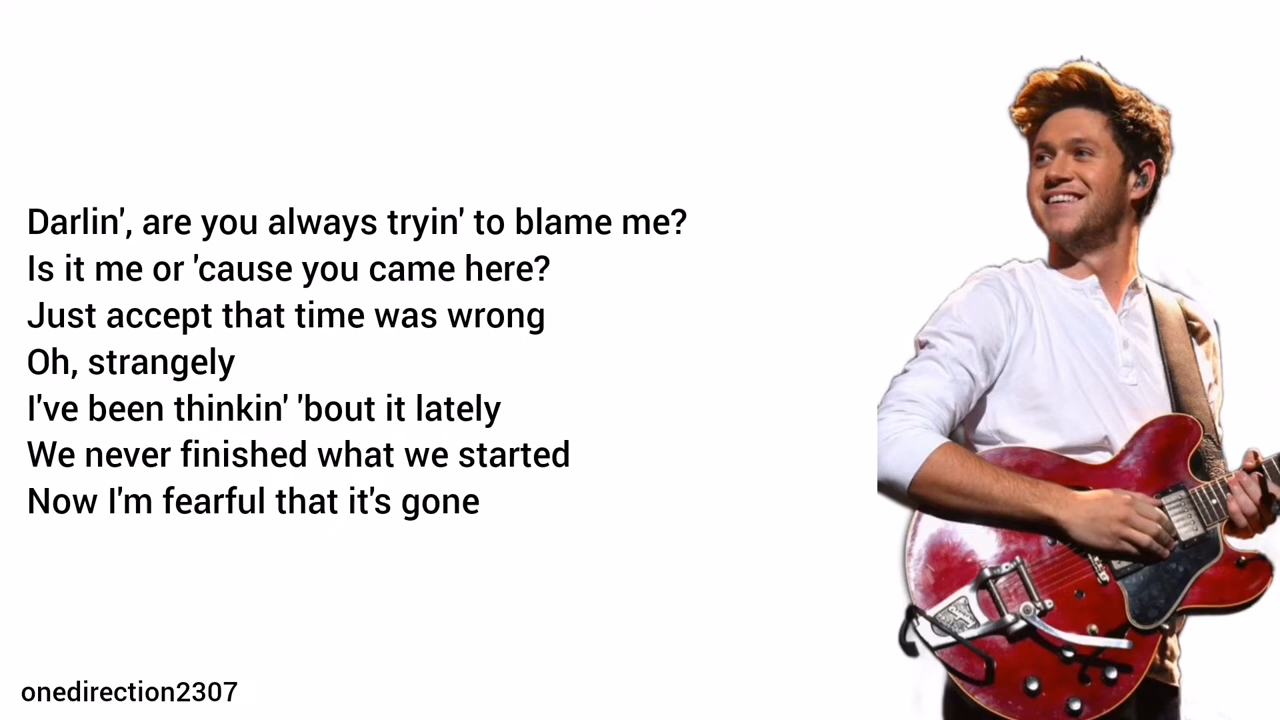 Darlin', are you always tryin' to blame me?
Is it me or 'cause you came here?
Just accept that time was wrong
Oh, strangely
I've been thinkin' 'bout it lately
We never finished what we started
Now I'm fearful that it's gone
onedirection2307